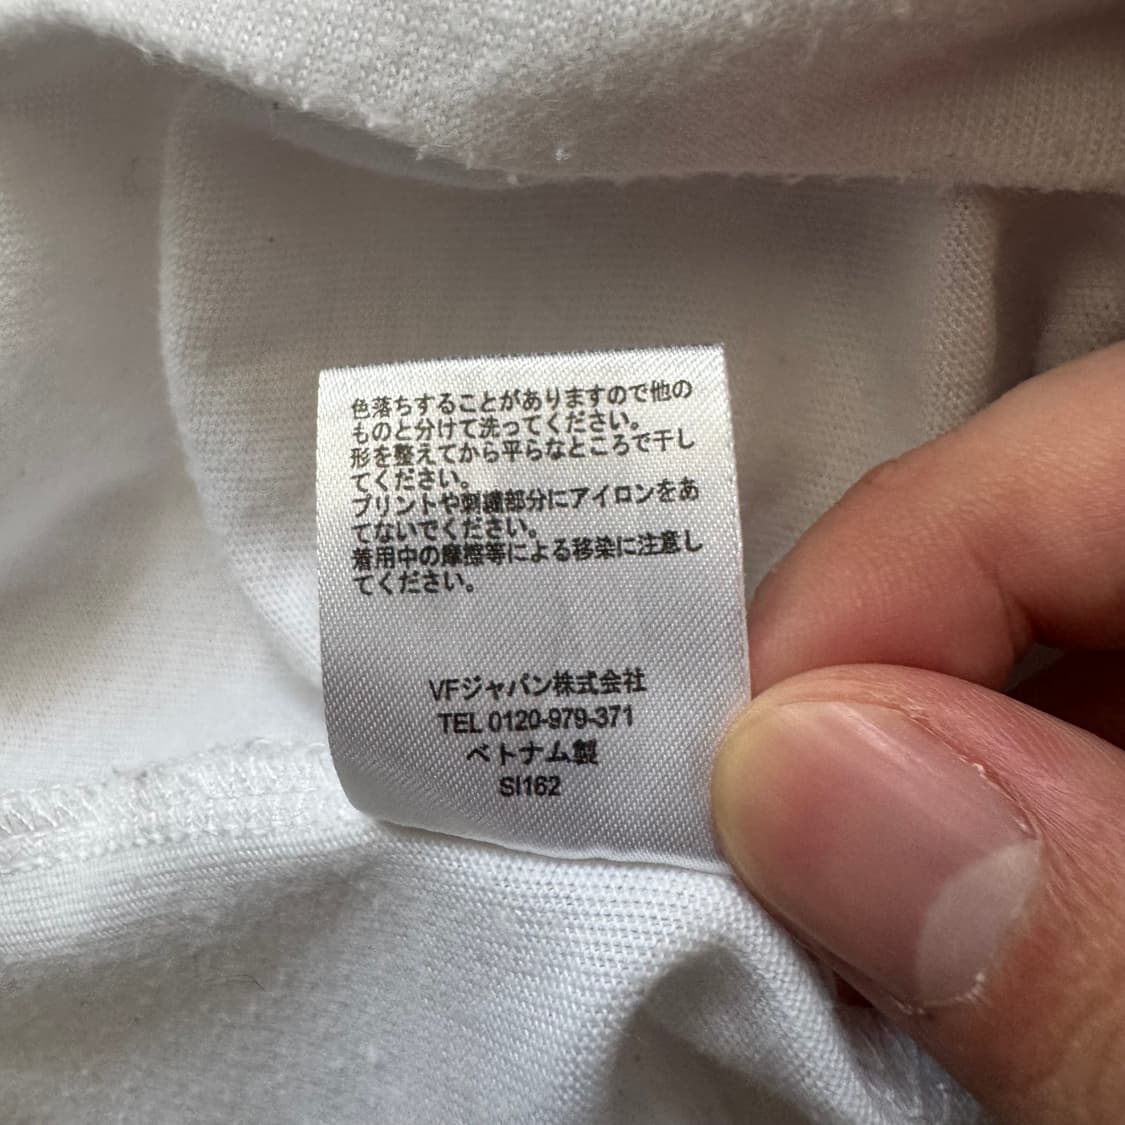 色落ちすることがありますので他の
ものと分けて洗ってください。
形を整えてから平らなところで干し
てください。
プリントや刺繍部分にアイロンをあ
てないでください。
着用中の摩擦等による移染に注意し
てください。
VFジャパン株式会社
TEL 0120-979-371
ベトナム製
SI162